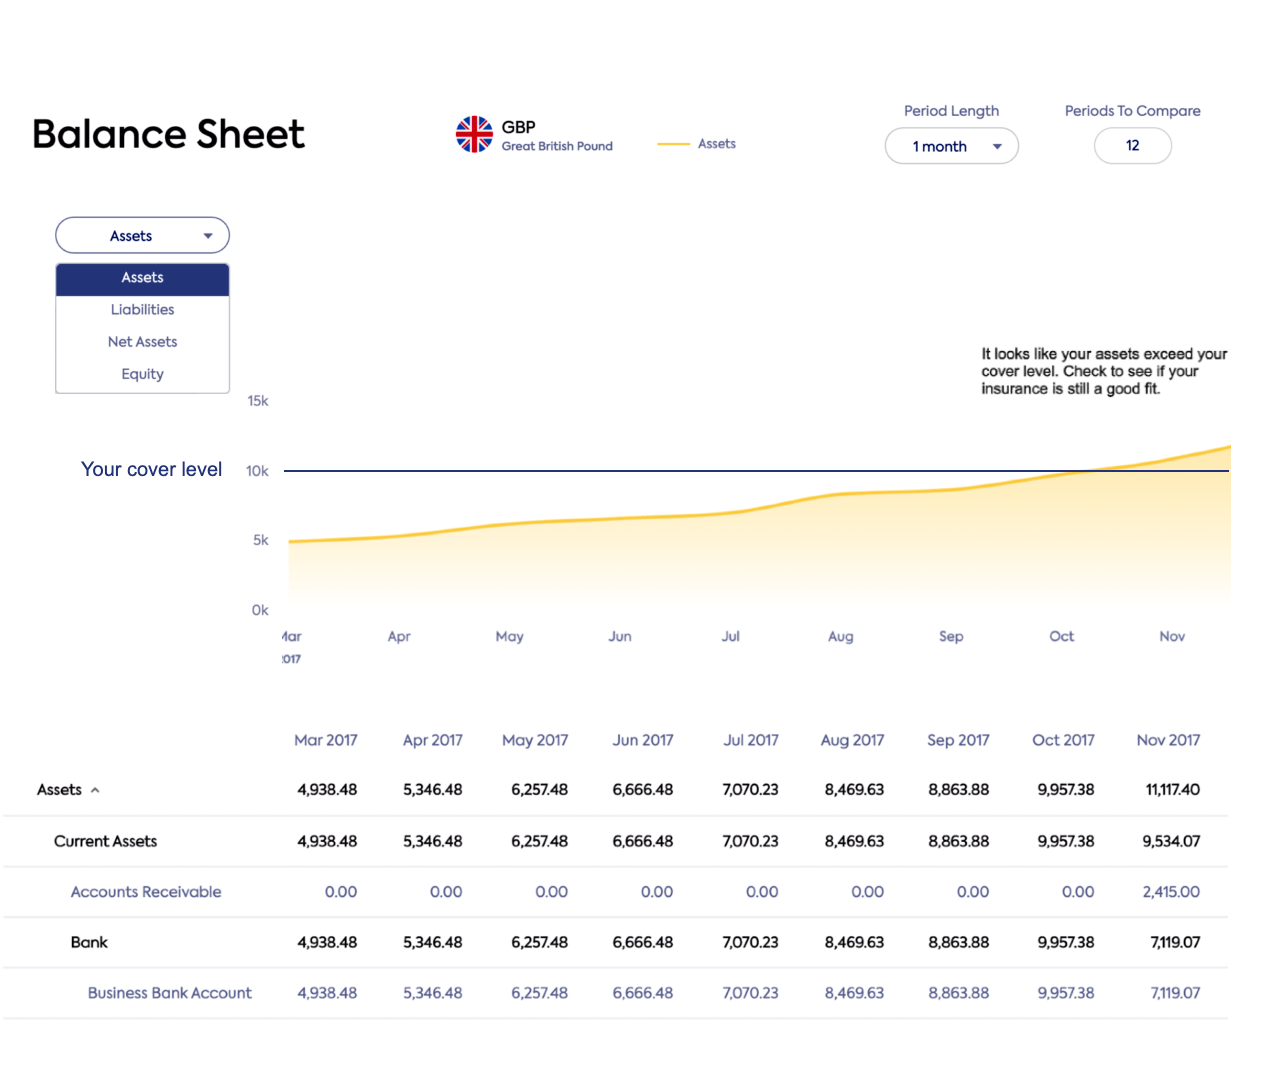 Period Length
Periods To Compare
Balance Sheet
GBP
Great British Pound
Assets
1 month
12
Assets
Assets
Liabilities
Net Assets
Equity
It looks like your assets exceed your
cover level. Check to see if your
insurance is still a good fit.
15k
Your cover level
10k
5k
0k
Apr May Jun Jul Aug Sep Oct Nov
Mar 2017 Apr 2017 May 2017 Jun 2017 Jul 2017 Aug 2017 Sep 2017 Oct 2017 Nov 2017
Assets 4,938.48 5,346.48 6,257.48 6,666.48 7,070.23 8,469.63 8,863.88 9,957.38 11,117.40
Current Assets 4,938.48 5,346.48 6,257.48 6,666.48 7,070.23 8,469.63 8,863.88 9,957.38 9,534.07
Accounts Receivable 0.00 0.00 0.00 0.00 0.00 0.00 0.00 0.00 2,415.00
Bank 4,938.48 5,346.48 6,257.48 6,666.48 7,070.23 8,469.63 8,863.88 9,957.38 7,119.07
Business Bank Account 4,938.48 5,346.48 6,257.48 6,666.48 7,070.23 8,469.63 8,863.88 9,957.38 7,119.07